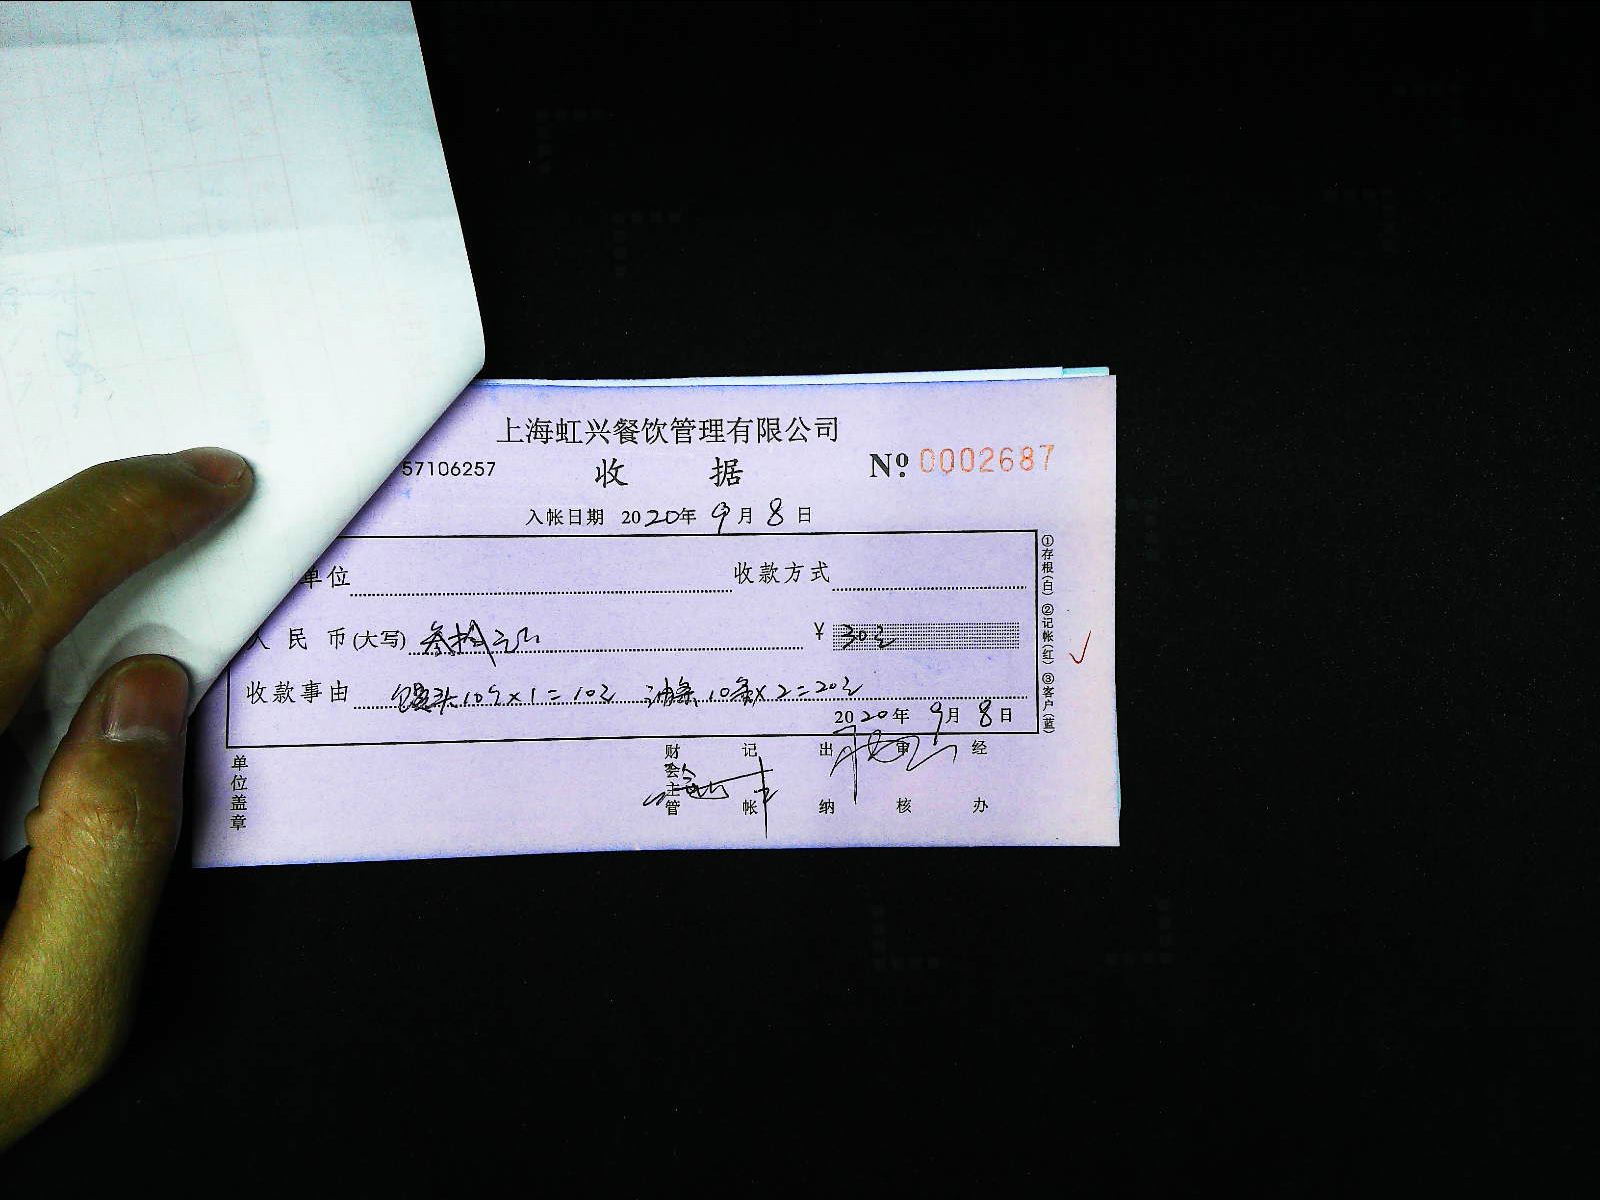 上海虹兴餐饮管理有限公司
57106257 收 据 Nº 0002687
入帐日期 2020年 9月 8日
单位 收款方式
人民币(大写) 叁拾元 ¥ 30元
收款事由 馒头10个×1=10元 油条10条×2=20元
2020年 9月 8日
①存根(白) ②记帐(红) ③客户(蓝)
单位盖章
财会主管 记帐 出纳 审核 经办